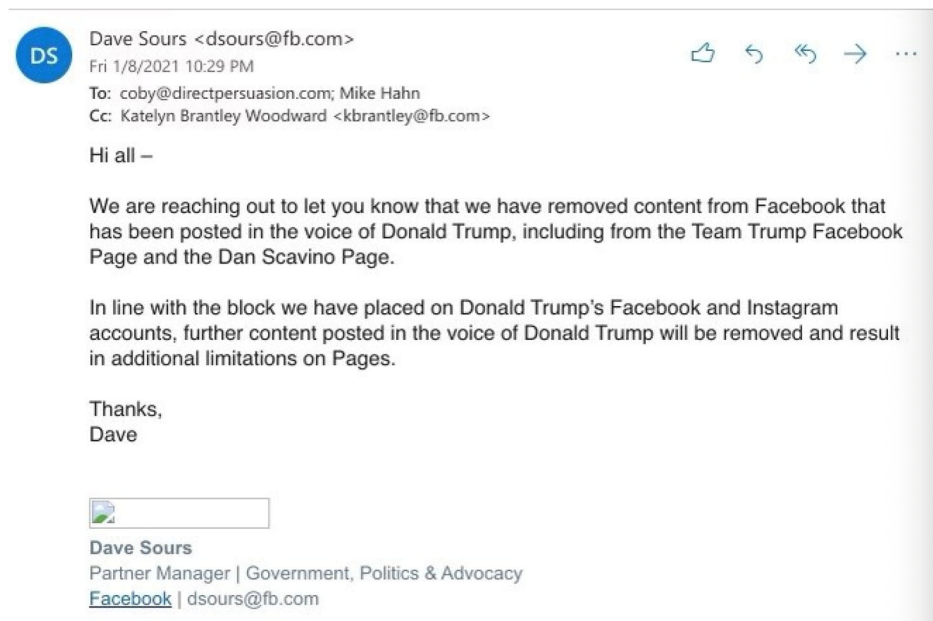 DS
Dave Sours <dsours@fb.com>
Fri 1/8/2021 10:29 PM
To: coby@directpersuasion.com; Mike Hahn
Cc: Katelyn Brantley Woodward <kbrantley@fb.com>
Hi all –
We are reaching out to let you know that we have removed content from Facebook that
has been posted in the voice of Donald Trump, including from the Team Trump Facebook
Page and the Dan Scavino Page.
In line with the block we have placed on Donald Trump's Facebook and Instagram
accounts, further content posted in the voice of Donald Trump will be removed and result
in additional limitations on Pages.
Thanks,
Dave
Dave Sours
Partner Manager | Government, Politics & Advocacy
Facebook | dsours@fb.com